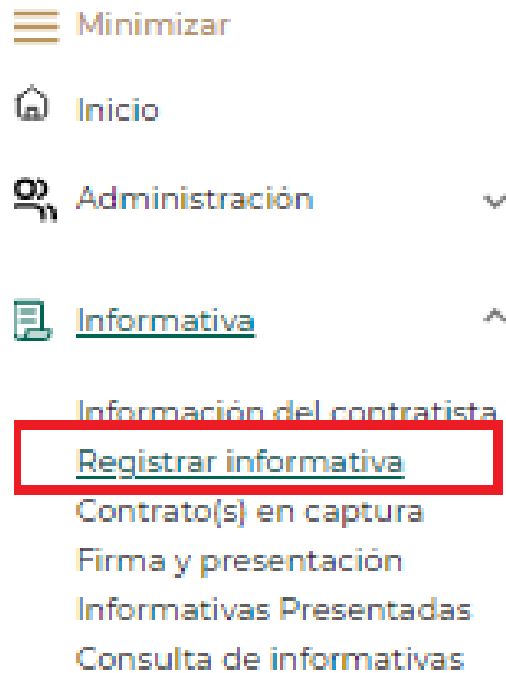 Minimizar
Inicio
Administración
Informativa
Información del contratista
Registrar informativa
Contrato(s) en captura
Firma y presentación
Informativas Presentadas
Consulta de informativas